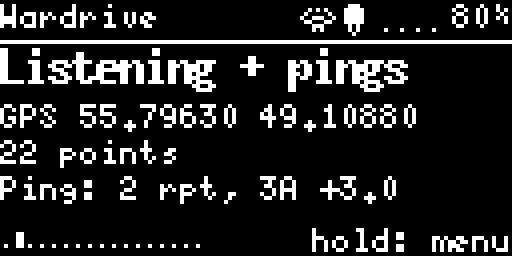 Wardrive 80%
Listening + pings
GPS 55.79630 49.10880
22 points
Ping: 2 rpt, 3A +3.0
hold: menu